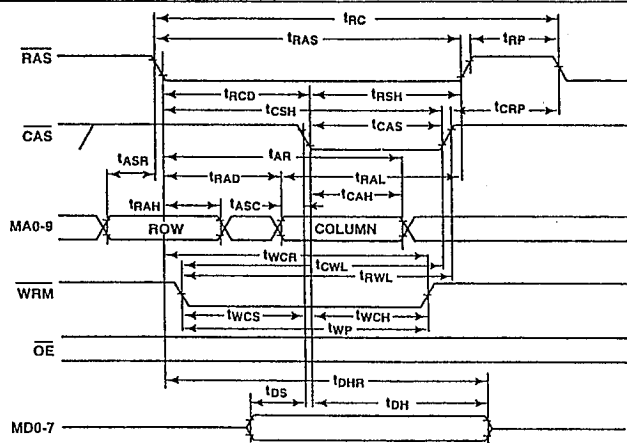 tRC
tRAS
tRP
RAS
tRCD
tRSH
tCSH
tCRP
CAS
tCAS
tASR
tAR
tRAD
tRAL
tRAH
tASC
tCAH
MA0-9
ROW
COLUMN
tWCR
tCWL
tRWL
WRM
tWCS
tWCH
tWP
OE
tDHR
tDS
tDH
MD0-7